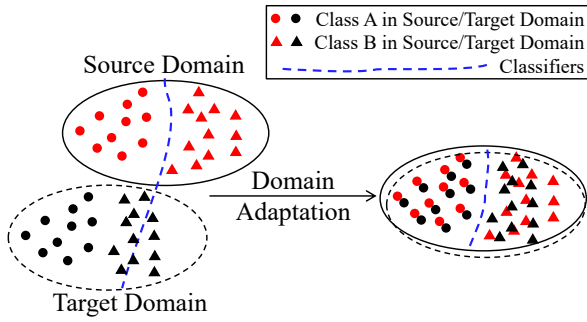 Class A in Source/Target Domain
Class B in Source/Target Domain
Classifiers
Source Domain
Domain
Adaptation
Target Domain